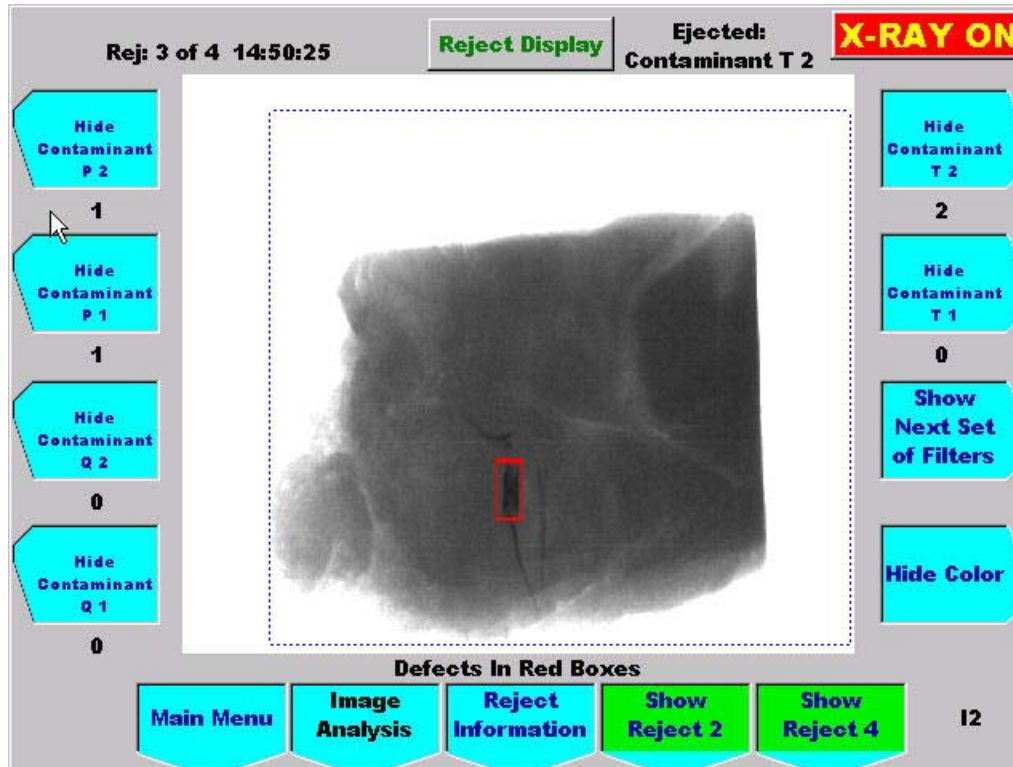 Rej: 3 of 4 14:50:25
Reject Display
Ejected:
Contaminant T 2
X-RAY ON
Hide
Contaminant
P 2
1
Hide
Contaminant
P 1
1
Hide
Contaminant
Q 2
0
Hide
Contaminant
Q 1
0
Hide
Contaminant
T 2
2
Hide
Contaminant
T 1
0
Show
Next Set
of Filters
Hide Color
Defects In Red Boxes
Main Menu
Image
Analysis
Reject
Information
Show
Reject 2
Show
Reject 4
I2